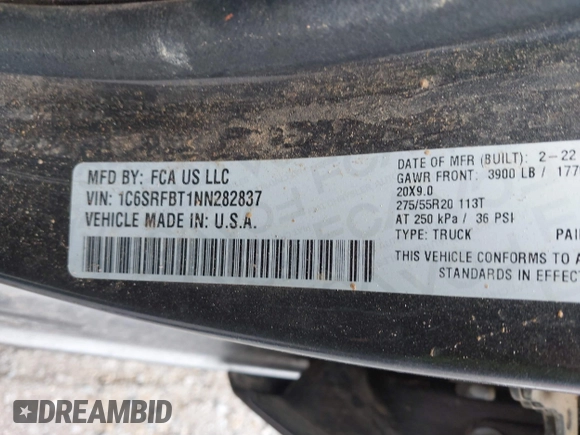 MFD BY: FCA US LLC
VIN: 1C6SRFBT1NN282837
VEHICLE MADE IN: U.S.A.
DATE OF MFR (BUILT): 2-22
GAWR FRONT: 3900 LB / 177
20X9.0
275/55R20 113T
AT 250 kPa / 36 PSI
TYPE: TRUCK PAI
THIS VEHICLE CONFORMS TO A
STANDARDS IN EFFECT
DREAMBID